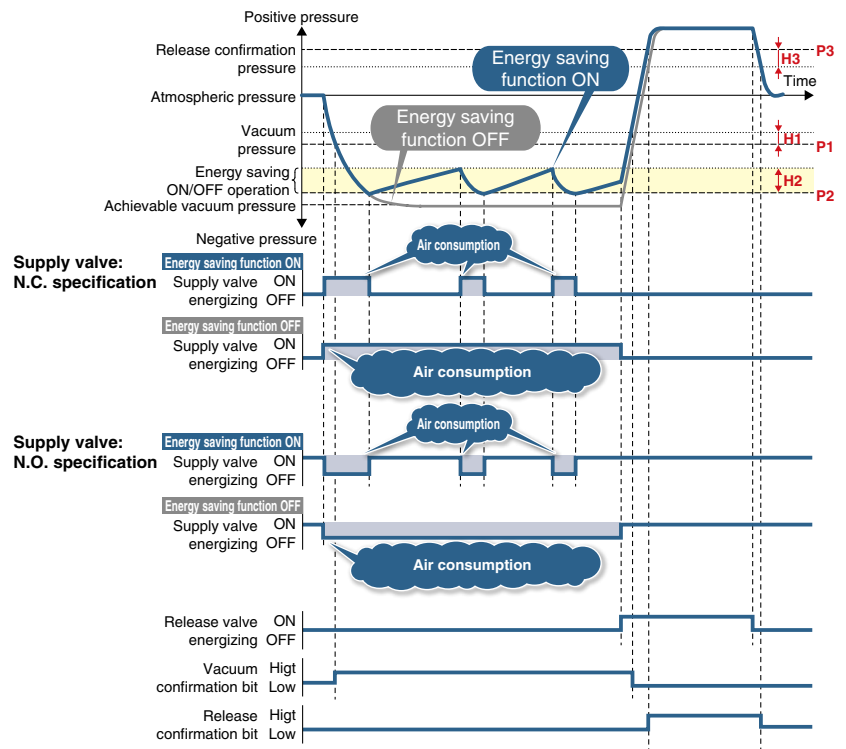 Positive pressure
Release confirmation
pressure
H3
P3
Time
Atmospheric pressure
Energy saving
function ON
Energy saving
function OFF
Vacuum
pressure
H1
P1
Energy saving
ON/OFF operation
H2
P2
Achievable vacuum pressure
Negative pressure
Supply valve:
N.C. specification
Energy saving function ON
Supply valve ON
energizing OFF
Air consumption
Energy saving function OFF
Supply valve ON
energizing OFF
Air consumption
Supply valve:
N.O. specification
Energy saving function ON
Supply valve ON
energizing OFF
Air consumption
Energy saving function OFF
Supply valve ON
energizing OFF
Air consumption
Release valve ON
energizing OFF
Vacuum Higt
confirmation bit Low
Release Higt
confirmation bit Low